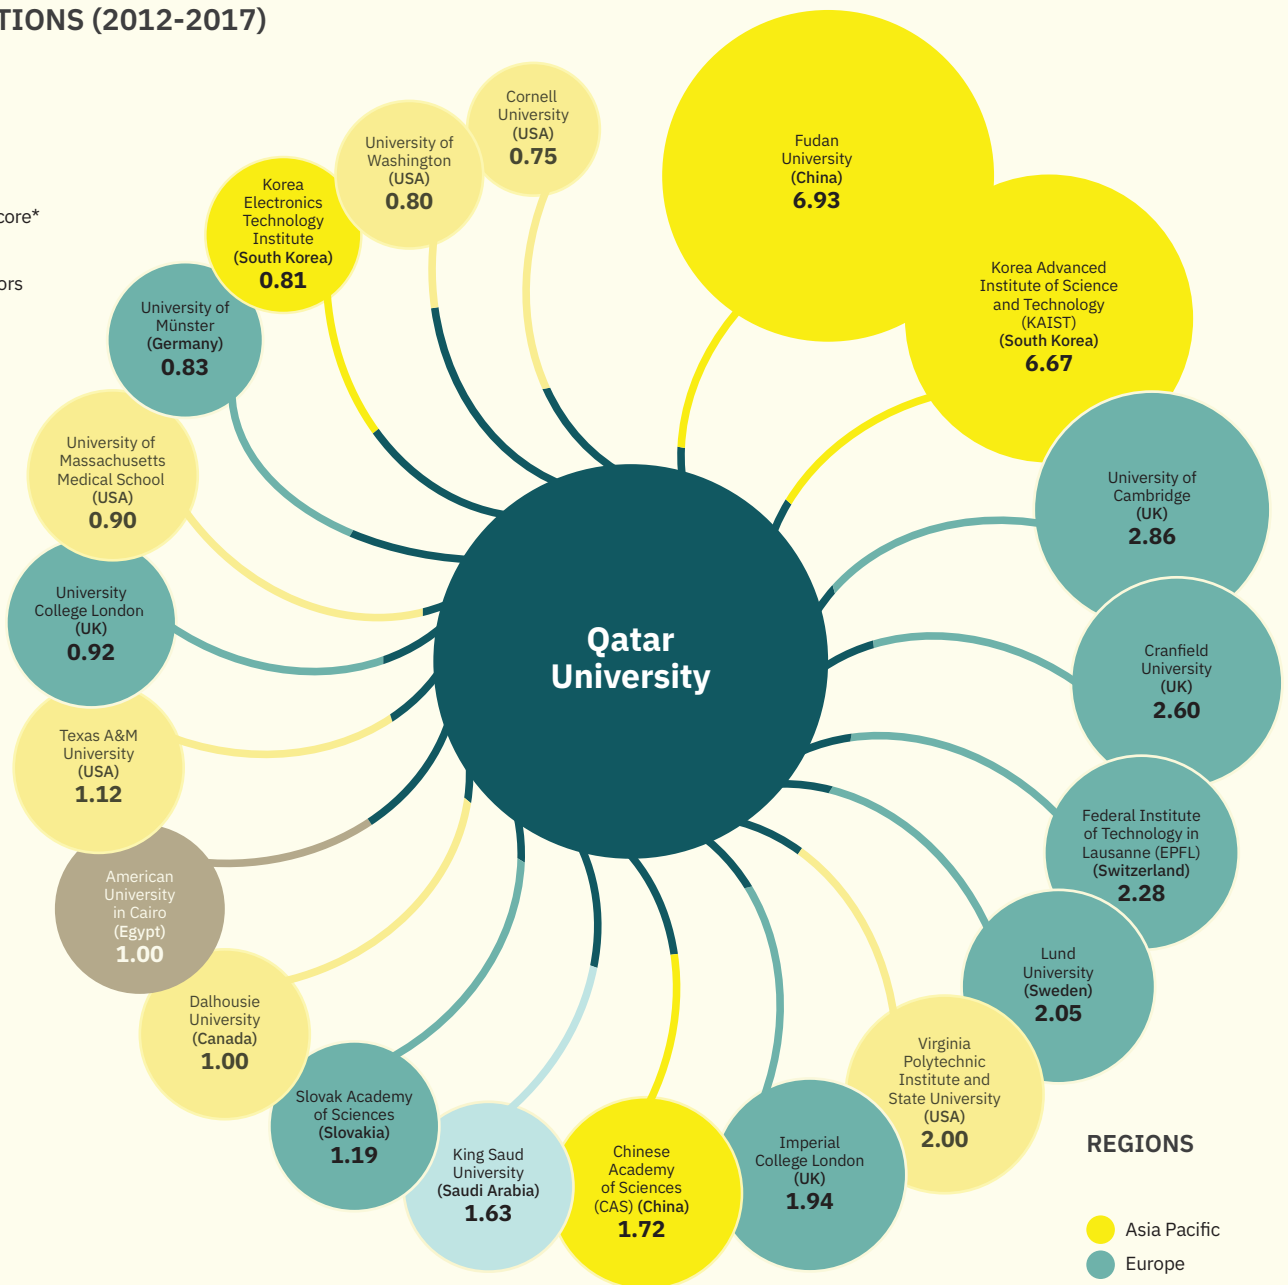 TIONS (2012-2017)
core*
ors
Cornell
University
(USA)
0.75
University of
Washington
(USA)
0.80
Korea
Electronics
Technology
Institute
(South Korea)
0.81
University of
Münster
(Germany)
0.83
University of
Massachusetts
Medical School
(USA)
0.90
University
College London
(UK)
0.92
Texas A&M
University
(USA)
1.12
American
University
in Cairo
(Egypt)
1.00
Dalhousie
University
(Canada)
1.00
Slovak Academy
of Sciences
(Slovakia)
1.19
King Saud
University
(Saudi Arabia)
1.63
Chinese
Academy
of Sciences
(CAS) (China)
1.72
Imperial
College London
(UK)
1.94
Virginia
Polytechnic
Institute and
State University
(USA)
2.00
Lund
University
(Sweden)
2.05
Federal Institute
of Technology in
Lausanne (EPFL)
(Switzerland)
2.28
Cranfield
University
(UK)
2.60
University of
Cambridge
(UK)
2.86
Korea Advanced
Institute of Science
and Technology
(KAIST)
(South Korea)
6.67
Fudan
University
(China)
6.93
Qatar
University
REGIONS
Asia Pacific
Europe